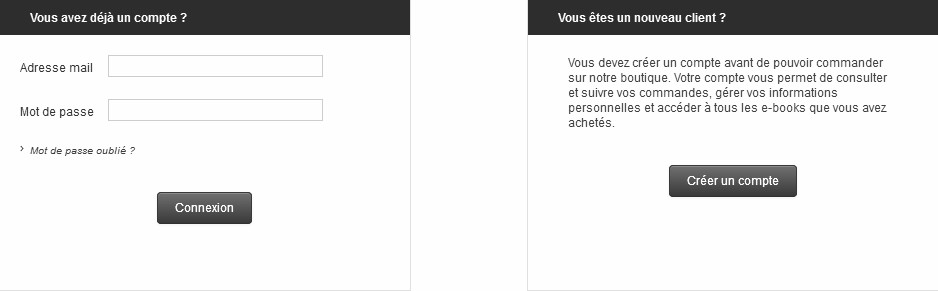 Vous avez déjà un compte ?
Adresse mail
Mot de passe
› Mot de passe oublié ?
Connexion
Vous êtes un nouveau client ?
Vous devez créer un compte avant de pouvoir commander
sur notre boutique. Votre compte vous permet de consulter
et suivre vos commandes, gérer vos informations
personnelles et accéder à tous les e-books que vous avez
achetés.
Créer un compte